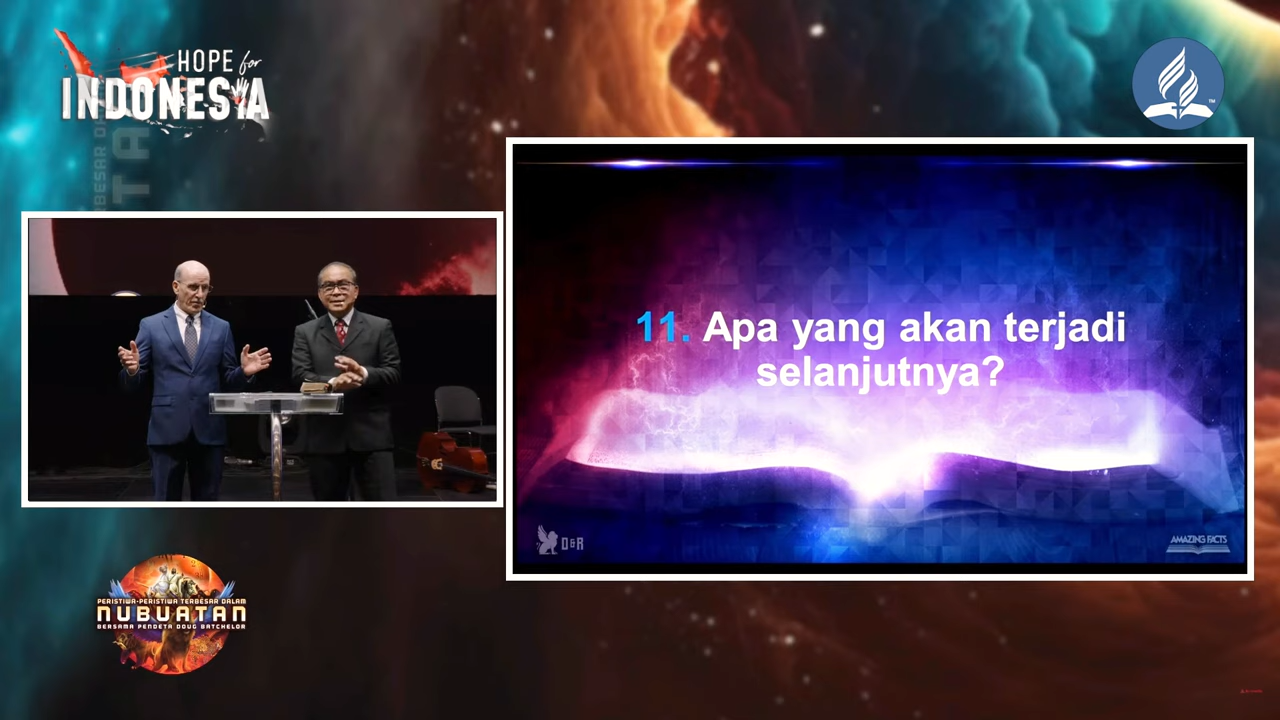 HOPE for
INDONESIA
TM
11. Apa yang akan terjadi
selanjutnya?
D&R
AMAZING FACTS
PERISTIWA-PERISTIWA TERBESAR DALAM
NUBUATAN
BERSAMA PENDETA DOUG BATCHELOR